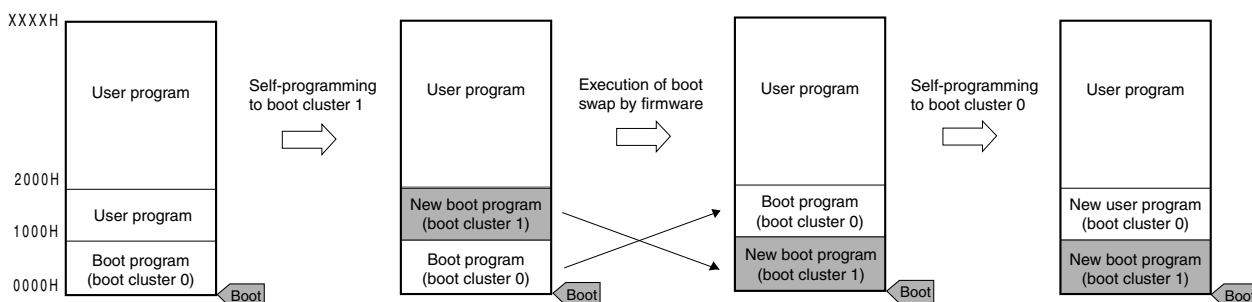 XXXXH
2000H
1000H
0000H
User program
User program
Boot program
(boot cluster 0)
Boot
Self-programming
to boot cluster 1
User program
New boot program
(boot cluster 1)
Boot program
(boot cluster 0)
Boot
Execution of boot
swap by firmware
User program
Boot program
(boot cluster 0)
New boot program
(boot cluster 1)
Boot
Self-programming
to boot cluster 0
User program
New user program
(boot cluster 0)
New boot program
(boot cluster 1)
Boot